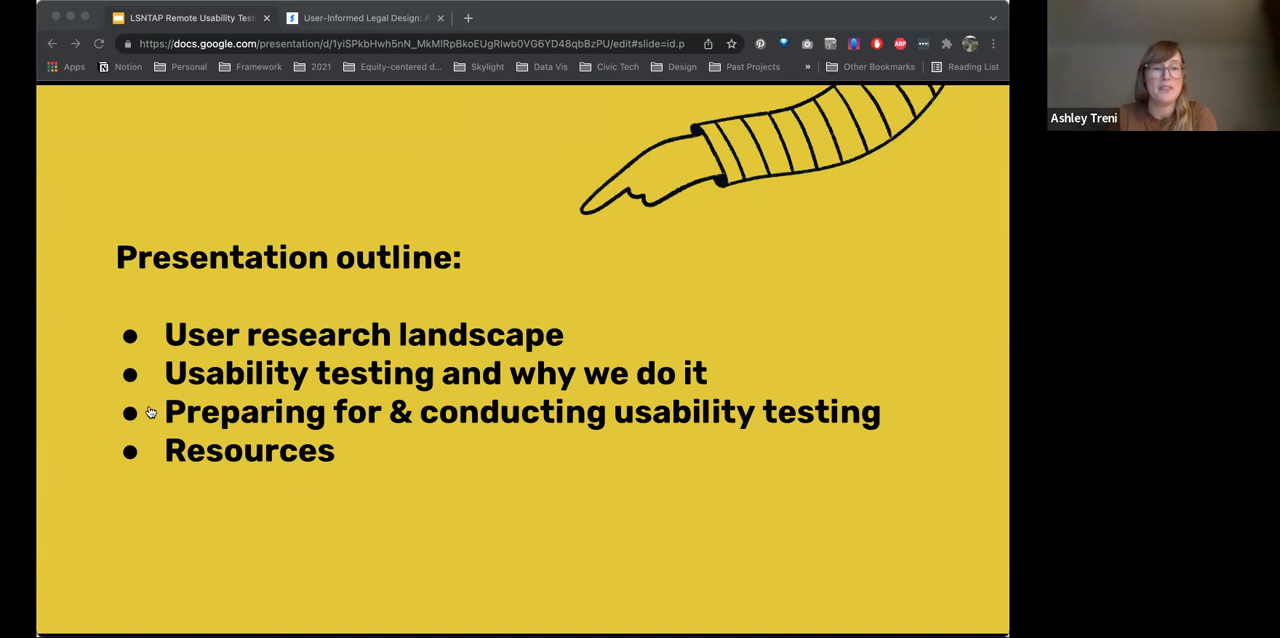 LSNTAP Remote Usability Test
User-Informed Legal Design: A
https://docs.google.com/presentation/d/1yiSPkbHwh5nN_MkMIRpBkoEUgRIwb0VG6YD48qbBzPU/edit#slide=id.p
ABP
Apps
Notion
Personal
Framework
2021
Equity-centered d...
Skylight
Data Vis
Civic Tech
Design
Past Projects
»
Other Bookmarks
Reading List
Ashley Treni
Presentation outline:
● User research landscape
● Usability testing and why we do it
● Preparing for & conducting usability testing
● Resources